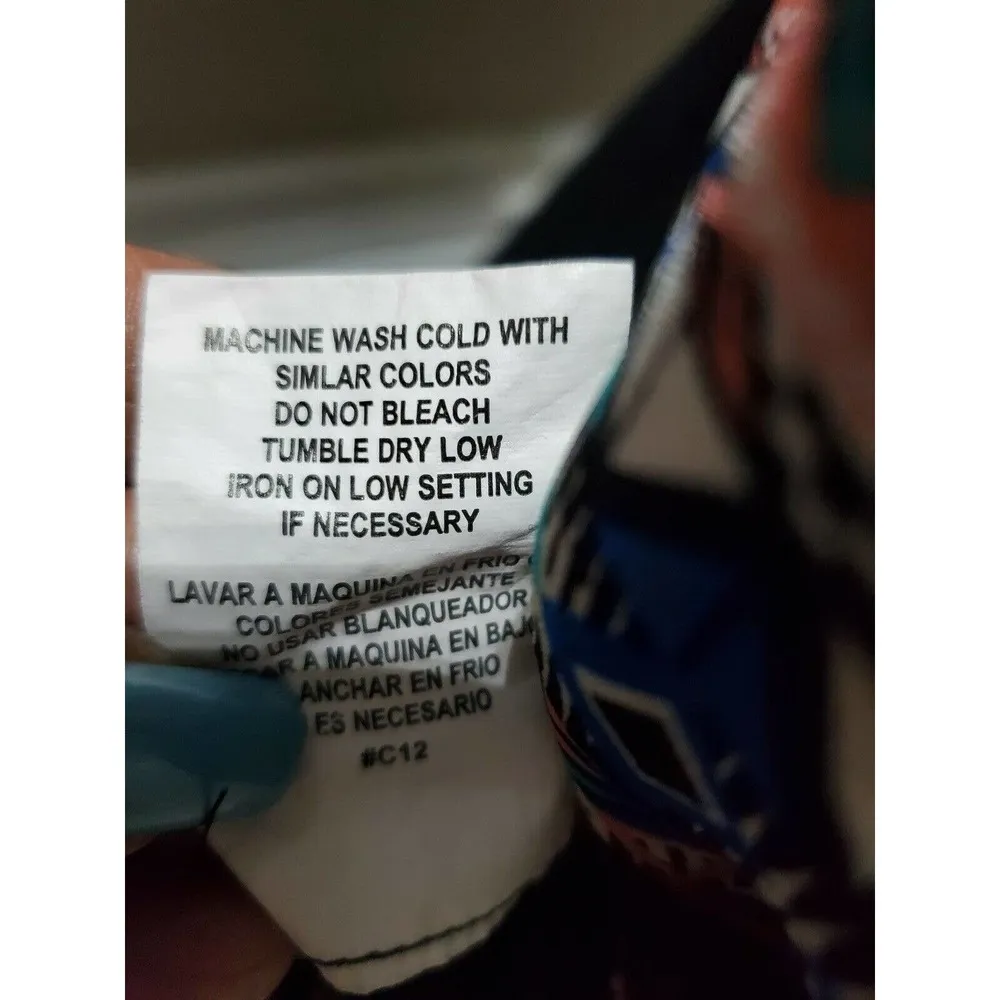 MACHINE WASH COLD WITH
SIMLAR COLORS
DO NOT BLEACH
TUMBLE DRY LOW
IRON ON LOW SETTING
IF NECESSARY
LAVAR A MAQUINA EN FRIO
COLORES SEMEJANTE
NO USAR BLANQUEADOR
A MAQUINA EN
EN FRIO
ES NECESARIO
#C12